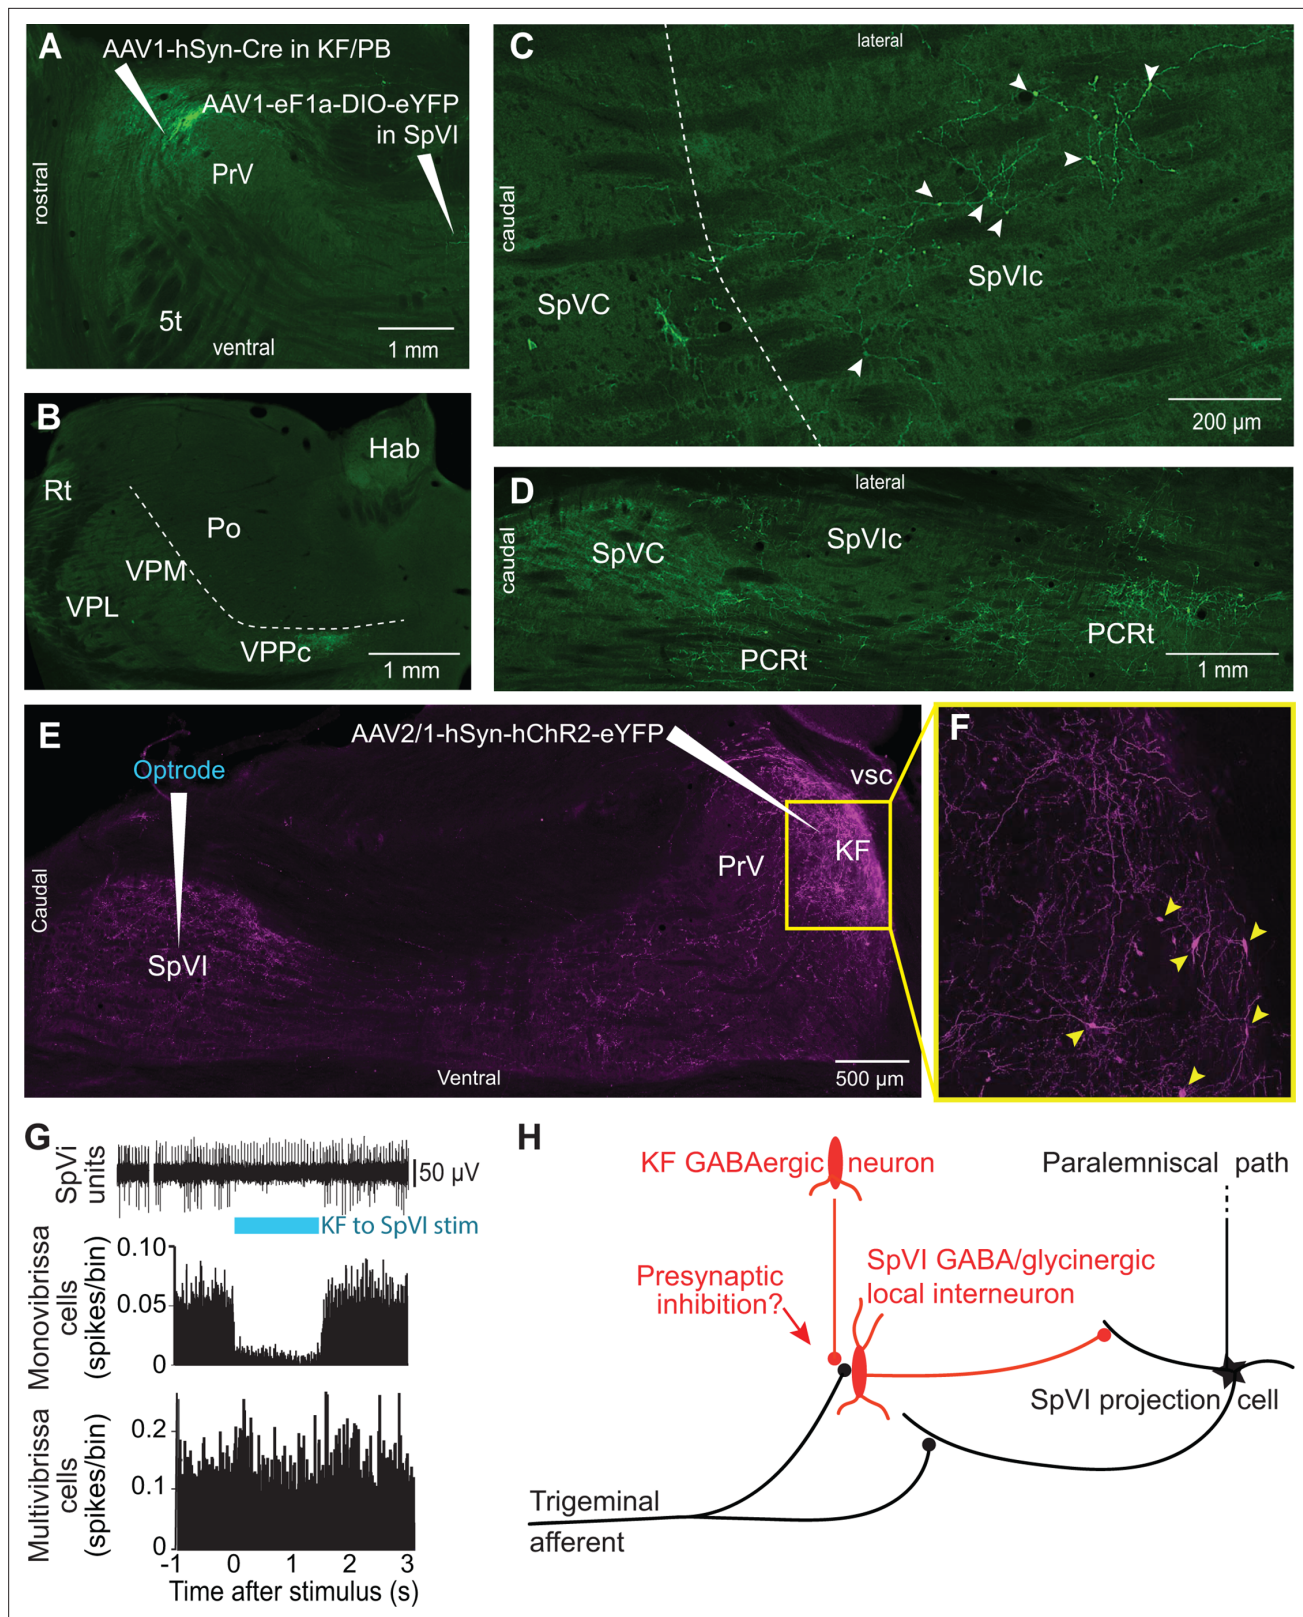 A
AAV1-hSyn-Cre in KF/PB
AAV1-eF1a-DIO-eYFP
in SpVI
rostral
PrV
5t
ventral
1 mm
B
Hab
Rt
Po
VPM
VPL
VPPc
1 mm
C
lateral
caudal
SpVC
SpVIc
200 µm
D
lateral
caudal
SpVC
SpVIc
PCRt
PCRt
1 mm
E
AAV2/1-hSyn-hChR2-eYFP
Optrode
vsc
KF
PrV
Caudal
SpVI
Ventral
500 µm
F
G
SpVi
units
50 µV
KF to SpVI stim
Monovibrissa
cells
(spikes/bin)
0.10
0.05
0
Multivibrissa
cells
(spikes/bin)
0.2
0.1
0
-1 0 1 2 3
Time after stimulus (s)
H
KF GABAergic neuron
Paralemniscal path
Presynaptic
inhibition?
SpVI GABA/glycinergic
local interneuron
SpVI projection cell
Trigeminal
afferent